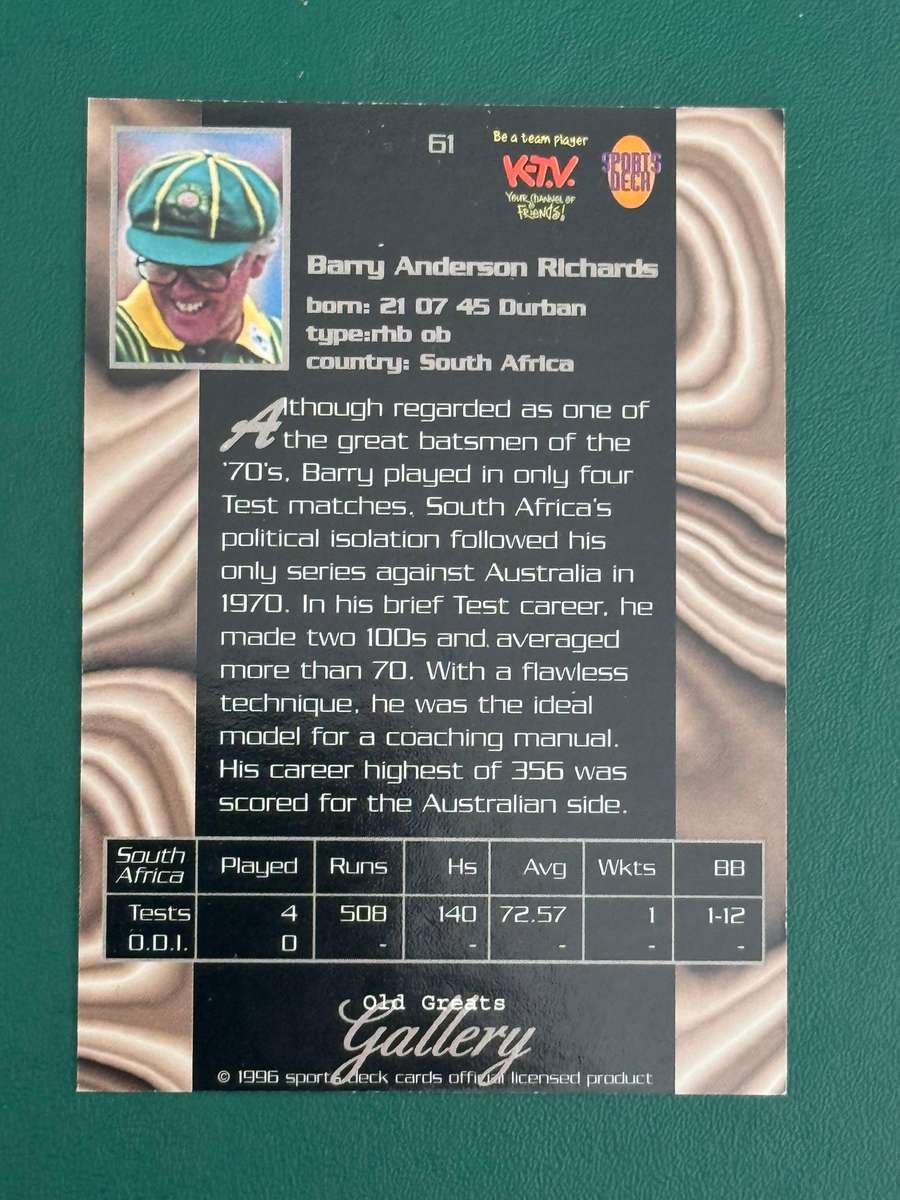 61
Be a team player
K-T.V.
YOUR CHANNEL OF
FRIENDS!
SPORTS
DECK
Barry Anderson Richards
born: 21 07 45 Durban
type:rhb ob
country: South Africa
Although regarded as one of
the great batsmen of the
'70's, Barry played in only four
Test matches. South Africa's
political isolation followed his
only series against Australia in
1970. In his brief Test career, he
made two 100s and averaged
more than 70. With a flawless
technique, he was the ideal
model for a coaching manual.
His career highest of 356 was
scored for the Australian side.
South Africa Played Runs Hs Avg Wkts BB
Tests 4 508 140 72.57 1 1-12
O.D.I. 0 - - - - -
Old Greats
Gallery
© 1996 sports deck cards official licensed product